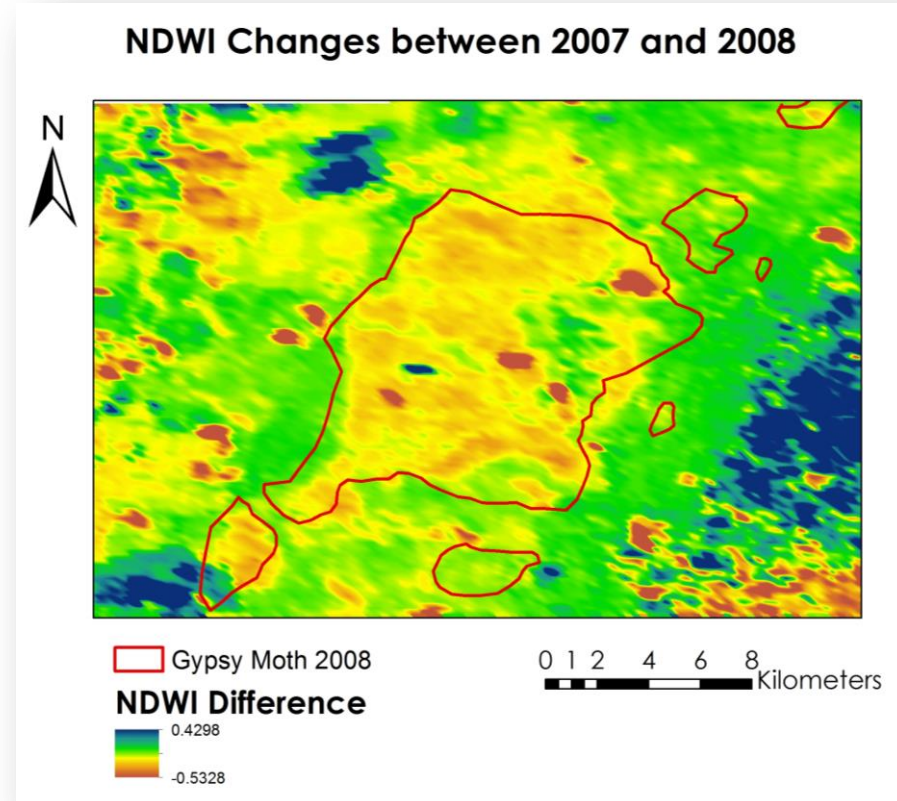 NDWI Changes between 2007 and 2008
N
Gypsy Moth 2008
0 1 2 4 6 8
Kilometers
NDWI Difference
0.4298
-0.5328